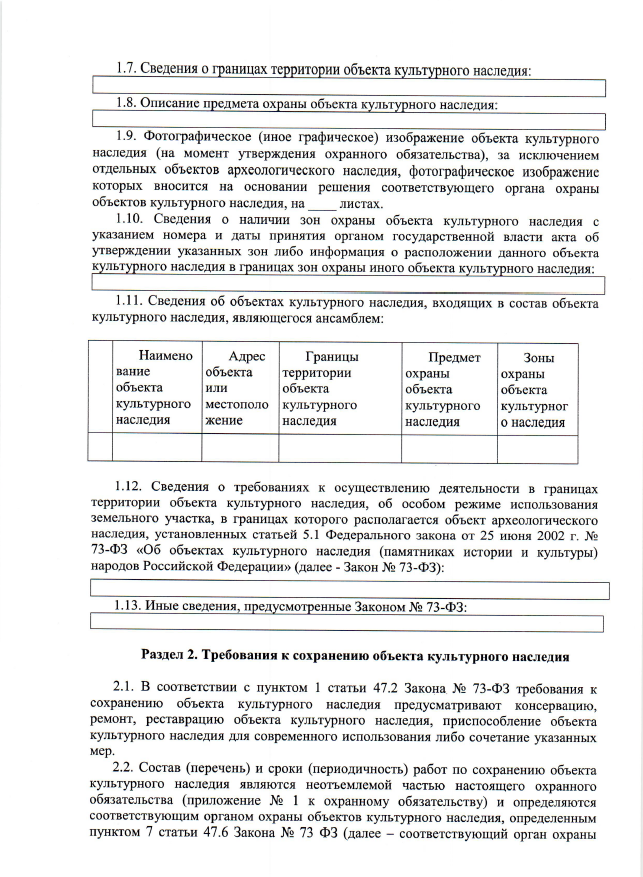 1.7. Сведения о границах территории объекта культурного наследия:
1.8. Описание предмета охраны объекта культурного наследия:
1.9. Фотографическое (иное графическое) изображение объекта культурного
наследия (на момент утверждения охранного обязательства), за исключением
отдельных объектов археологического наследия, фотографическое изображение
которых вносится на основании решения соответствующего органа охраны
объектов культурного наследия, на ____ листах.
1.10. Сведения о наличии зон охраны объекта культурного наследия с
указанием номера и даты принятия органом государственной власти акта об
утверждении указанных зон либо информация о расположении данного объекта
культурного наследия в границах зон охраны иного объекта культурного наследия:
1.11. Сведения об объектах культурного наследия, входящих в состав объекта
культурного наследия, являющегося ансамблем:
Наимено
вание
объекта
культурного
наследия
Адрес
объекта
или
местополо
жение
Границы
территории
объекта
культурного
наследия
Предмет
охраны
объекта
культурного
наследия
Зоны
охраны
объекта
культурног
о наследия
1.12. Сведения о требованиях к осуществлению деятельности в границах
территории объекта культурного наследия, об особом режиме использования
земельного участка, в границах которого располагается объект археологического
наследия, установленных статьей 5.1 Федерального закона от 25 июня 2002 г. №
73-ФЗ «Об объектах культурного наследия (памятниках истории и культуры)
народов Российской Федерации» (далее - Закон № 73-ФЗ):
1.13. Иные сведения, предусмотренные Законом № 73-ФЗ:
Раздел 2. Требования к сохранению объекта культурного наследия
2.1. В соответствии с пунктом 1 статьи 47.2 Закона № 73-ФЗ требования к
сохранению объекта культурного наследия предусматривают консервацию,
ремонт, реставрацию объекта культурного наследия, приспособление объекта
культурного наследия для современного использования либо сочетание указанных
мер.
2.2. Состав (перечень) и сроки (периодичность) работ по сохранению объекта
культурного наследия являются неотъемлемой частью настоящего охранного
обязательства (приложение № 1 к охранному обязательству) и определяются
соответствующим органом охраны объектов культурного наследия, определенным
пунктом 7 статьи 47.6 Закона № 73 ФЗ (далее – соответствующий орган охраны